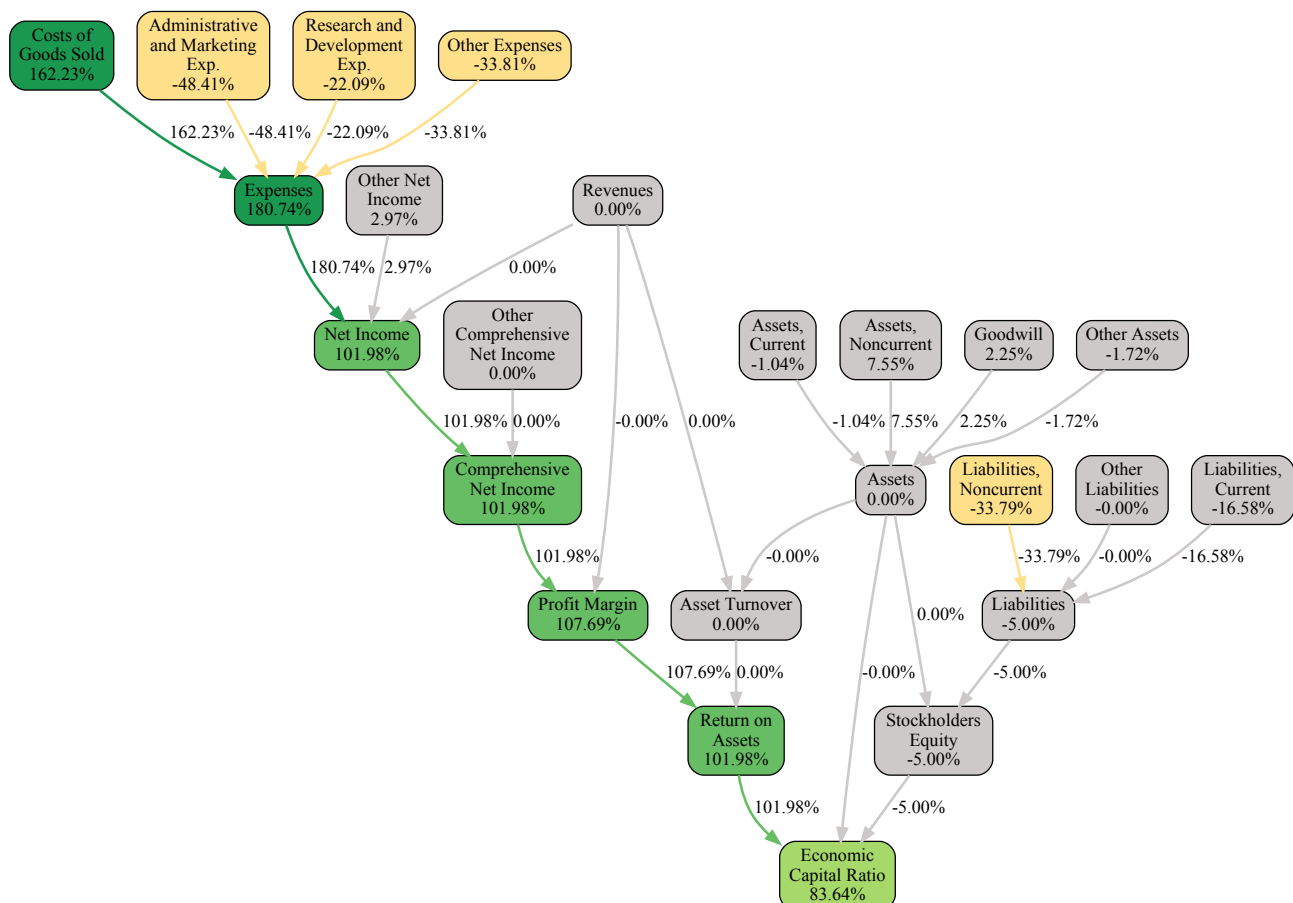 Costs of
Goods Sold
162.23%
Administrative
and Marketing
Exp.
-48.41%
Research and
Development
Exp.
-22.09%
Other Expenses
-33.81%
162.23%
-48.41%
-22.09%
-33.81%
Expenses
180.74%
Other Net
Income
2.97%
Revenues
0.00%
180.74%
2.97%
0.00%
Net Income
101.98%
Other
Comprehensive
Net Income
0.00%
Assets,
Current
-1.04%
Assets,
Noncurrent
7.55%
Goodwill
2.25%
Other Assets
-1.72%
101.98%
0.00%
-0.00%
0.00%
-1.04%
7.55%
2.25%
-1.72%
Comprehensive
Net Income
101.98%
Assets
0.00%
Liabilities,
Noncurrent
-33.79%
Other
Liabilities
-0.00%
Liabilities,
Current
-16.58%
101.98%
-0.00%
-33.79%
-0.00%
-16.58%
Profit Margin
107.69%
Asset Turnover
0.00%
0.00%
Liabilities
-5.00%
107.69%
0.00%
-0.00%
-5.00%
Return on
Assets
101.98%
Stockholders
Equity
-5.00%
101.98%
-5.00%
Economic
Capital Ratio
83.64%